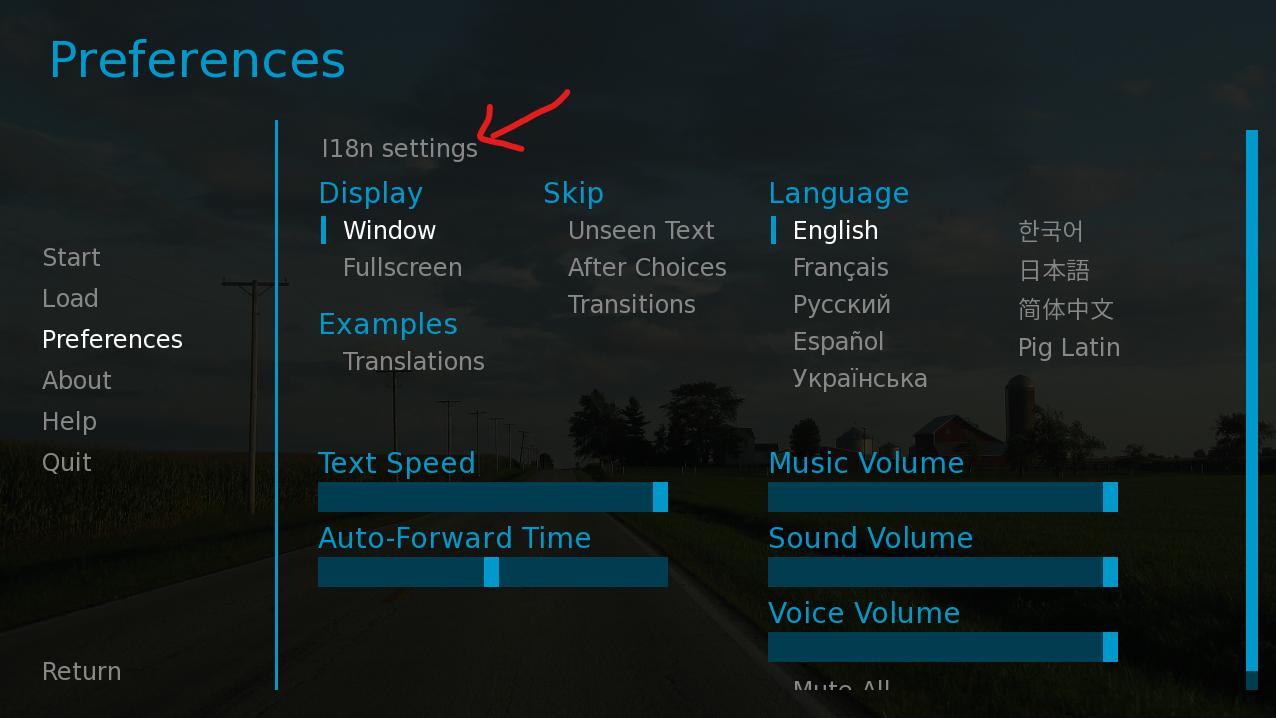 Preferences
I18n settings
Display
Window
Fullscreen
Examples
Translations
Skip
Unseen Text
After Choices
Transitions
Language
English
Français
Русский
Español
Українська
한국어
日本語
简体中文
Pig Latin
Start
Load
Preferences
About
Help
Quit
Return
Text Speed
Auto-Forward Time
Music Volume
Sound Volume
Voice Volume
Mute All